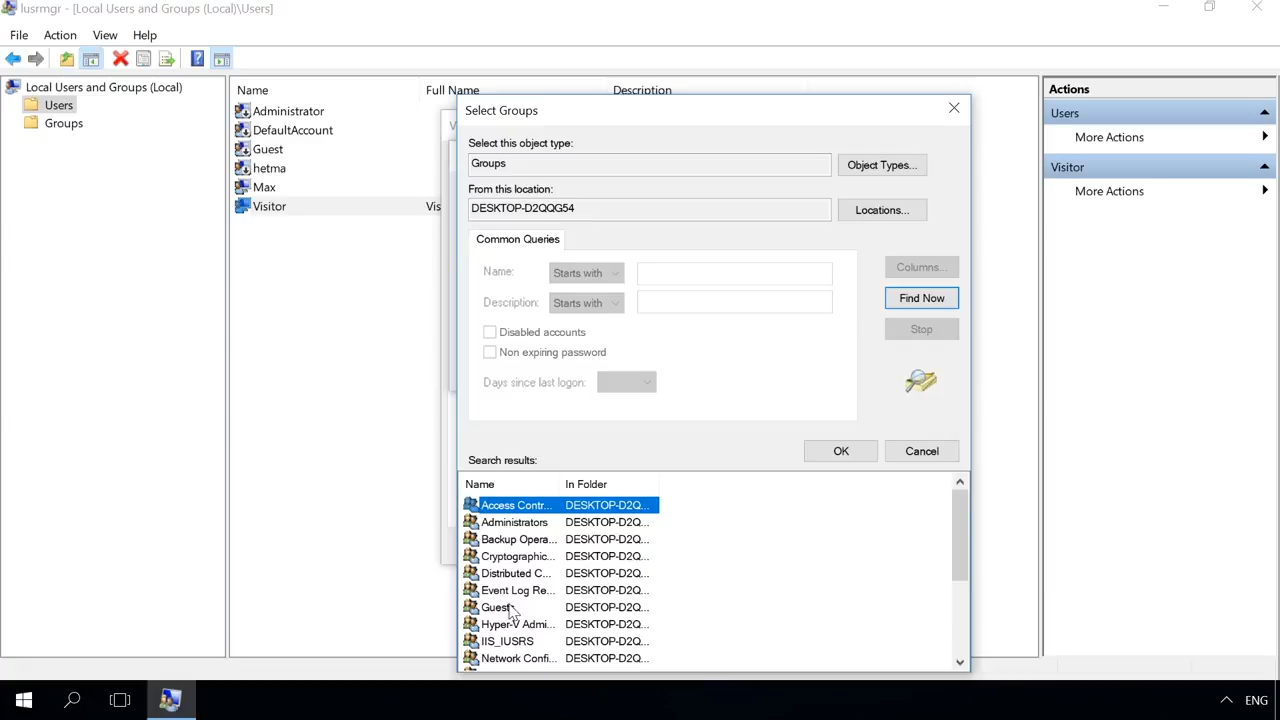 lusrmgr - [Local Users and Groups (Local)\Users]
File Action View Help
Local Users and Groups (Local)
Users
Groups
Name Full Name Description
Administrator
DefaultAccount
Guest
hetma
Max
Visitor Vis
Select Groups
Select this object type:
Groups
Object Types...
From this location:
DESKTOP-D2QQG54
Locations...
Common Queries
Name: Starts with
Description: Starts with
Disabled accounts
Non expiring password
Days since last logon:
Columns...
Find Now
Stop
OK Cancel
Search results:
Name In Folder
Access Contr... DESKTOP-D2Q...
Administrators DESKTOP-D2Q...
Backup Opera... DESKTOP-D2Q...
Cryptographic... DESKTOP-D2Q...
Distributed C... DESKTOP-D2Q...
Event Log Re... DESKTOP-D2Q...
Guests DESKTOP-D2Q...
Hyper-V Admi... DESKTOP-D2Q...
IIS_IUSRS DESKTOP-D2Q...
Network Confi... DESKTOP-D2Q...
Actions
Users
More Actions
Visitor
More Actions
ENG